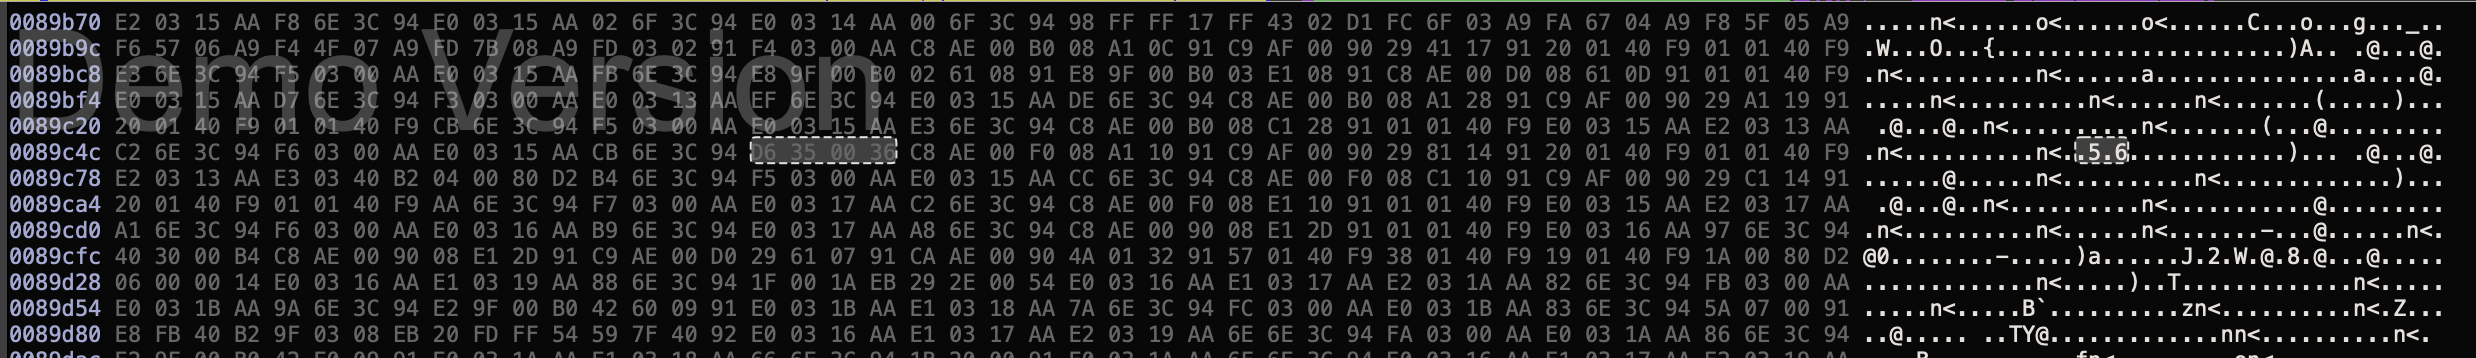 0089b70 E2 03 15 AA F8 6E 3C 94 E0 03 15 AA 02 6F 3C 94 E0 03 14 AA 00 6F 3C 94 98 FF FF 17 FF 43 02 D1 FC 6F 03 A9 FA 67 04 A9 F8 5F 05 A9 .....n<......o<......o<......C...o...g..._..
0089b9c F6 57 06 A9 F4 4F 07 A9 FD 7B 08 A9 FD 03 02 91 F4 03 00 AA C8 AE 00 B0 08 A1 0C 91 C9 AF 00 90 29 41 17 91 20 01 40 F9 01 01 40 F9 .W...O...{......................)A.. .@...@.
0089bc8 E3 6E 3C 94 F5 03 00 AA E0 03 15 AA FB 6E 3C 94 E8 9F 00 B0 02 61 08 91 E8 9F 00 B0 03 E1 08 91 C8 AE 00 D0 08 61 0D 91 01 01 40 F9 .n<..........n<......a...............a....@.
0089bf4 E0 03 15 AA D7 6E 3C 94 F3 03 00 AA E0 03 13 AA EF 6E 3C 94 E0 03 15 AA DE 6E 3C 94 C8 AE 00 B0 08 A1 28 91 C9 AF 00 90 29 A1 19 91 .....n<..........n<......n<.......(.....)...
0089c20 20 01 40 F9 01 01 40 F9 CB 6E 3C 94 F5 03 00 AA E0 03 15 AA E3 6E 3C 94 C8 AE 00 B0 08 C1 28 91 01 01 40 F9 E0 03 15 AA E2 03 13 AA .@...@..n<..........n<.......(...@.........
0089c4c C2 6E 3C 94 F6 03 00 AA E0 03 15 AA CB 6E 3C 94 D6 35 00 36 C8 AE 00 F0 08 A1 10 91 C9 AF 00 90 29 81 14 91 20 01 40 F9 01 01 40 F9 .n<..........n<..5.6............)... .@...@.
0089c78 E2 03 13 AA E3 03 40 B2 04 00 80 D2 B4 6E 3C 94 F5 03 00 AA E0 03 15 AA CC 6E 3C 94 C8 AE 00 F0 08 C1 10 91 C9 AF 00 90 29 C1 14 91 ......@......n<..........n<.............)...
0089ca4 20 01 40 F9 01 01 40 F9 AA 6E 3C 94 F7 03 00 AA E0 03 17 AA C2 6E 3C 94 C8 AE 00 F0 08 E1 10 91 01 01 40 F9 E0 03 15 AA E2 03 17 AA .@...@..n<..........n<...........@.........
0089cd0 A1 6E 3C 94 F6 03 00 AA E0 03 16 AA B9 6E 3C 94 E0 03 17 AA A8 6E 3C 94 C8 AE 00 90 08 E1 2D 91 01 01 40 F9 E0 03 16 AA 97 6E 3C 94 .n<..........n<......n<.......-...@......n<.
0089cfc 40 30 00 B4 C8 AE 00 90 08 E1 2D 91 C9 AE 00 D0 29 61 07 91 CA AE 00 90 4A 01 32 91 57 01 40 F9 38 01 40 F9 19 01 40 F9 1A 00 80 D2 @0........-.....)a......J.2.W.@.8.@...@.....
0089d28 06 00 00 14 E0 03 16 AA E1 03 19 AA 88 6E 3C 94 1F 00 1A EB 29 2E 00 54 E0 03 16 AA E1 03 17 AA E2 03 1A AA 82 6E 3C 94 FB 03 00 AA .............n<.....)..T.............n<.....
0089d54 E0 03 1B AA 9A 6E 3C 94 E2 9F 00 B0 42 60 09 91 E0 03 1B AA E1 03 18 AA 7A 6E 3C 94 FC 03 00 AA E0 03 1B AA 83 6E 3C 94 5A 07 00 91 .....n<.....B`..........zn<..........n<.Z...
0089d80 E8 FB 40 B2 9F 03 08 EB 20 FD FF 54 59 7F 40 92 E0 03 16 AA E1 03 17 AA E2 03 19 AA 6E 6E 3C 94 FA 03 00 AA E0 03 1A AA 86 6E 3C 94 ..@..... ..TY.@.............nn<..........n<.
Demo Version